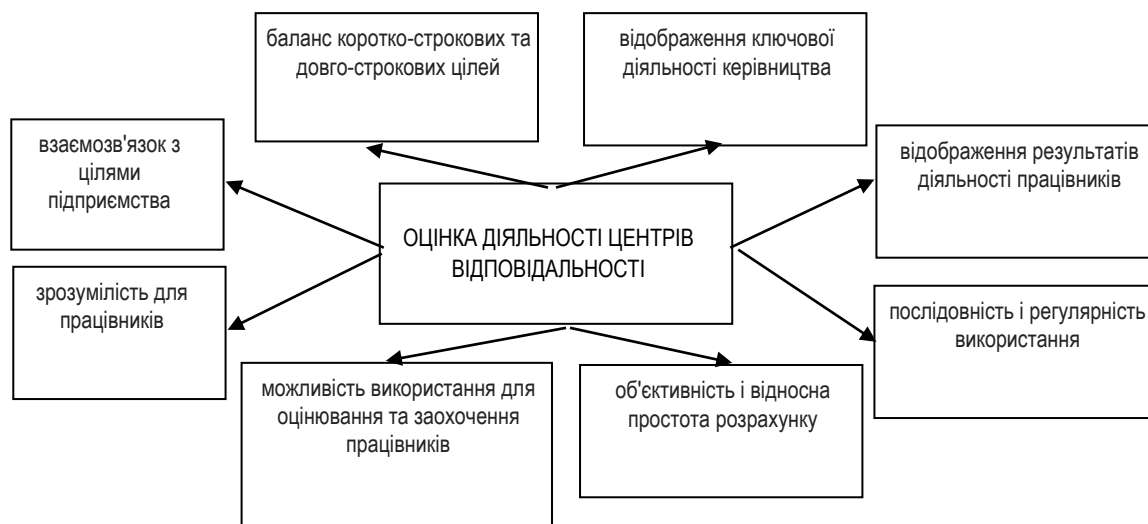 баланс коротко-строкових та
довго-строкових цілей
відображення ключової
діяльності керівництва
взаємозв'язок з
цілями
підприємства
відображення результатів
діяльності працівників
ОЦІНКА ДІЯЛЬНОСТІ ЦЕНТРІВ
ВІДПОВІДАЛЬНОСТІ
зрозумілість для
працівників
послідовність і регулярність
використання
можливість використання для
оцінювання та заохочення
працівників
об'єктивність і відносна
простота розрахунку